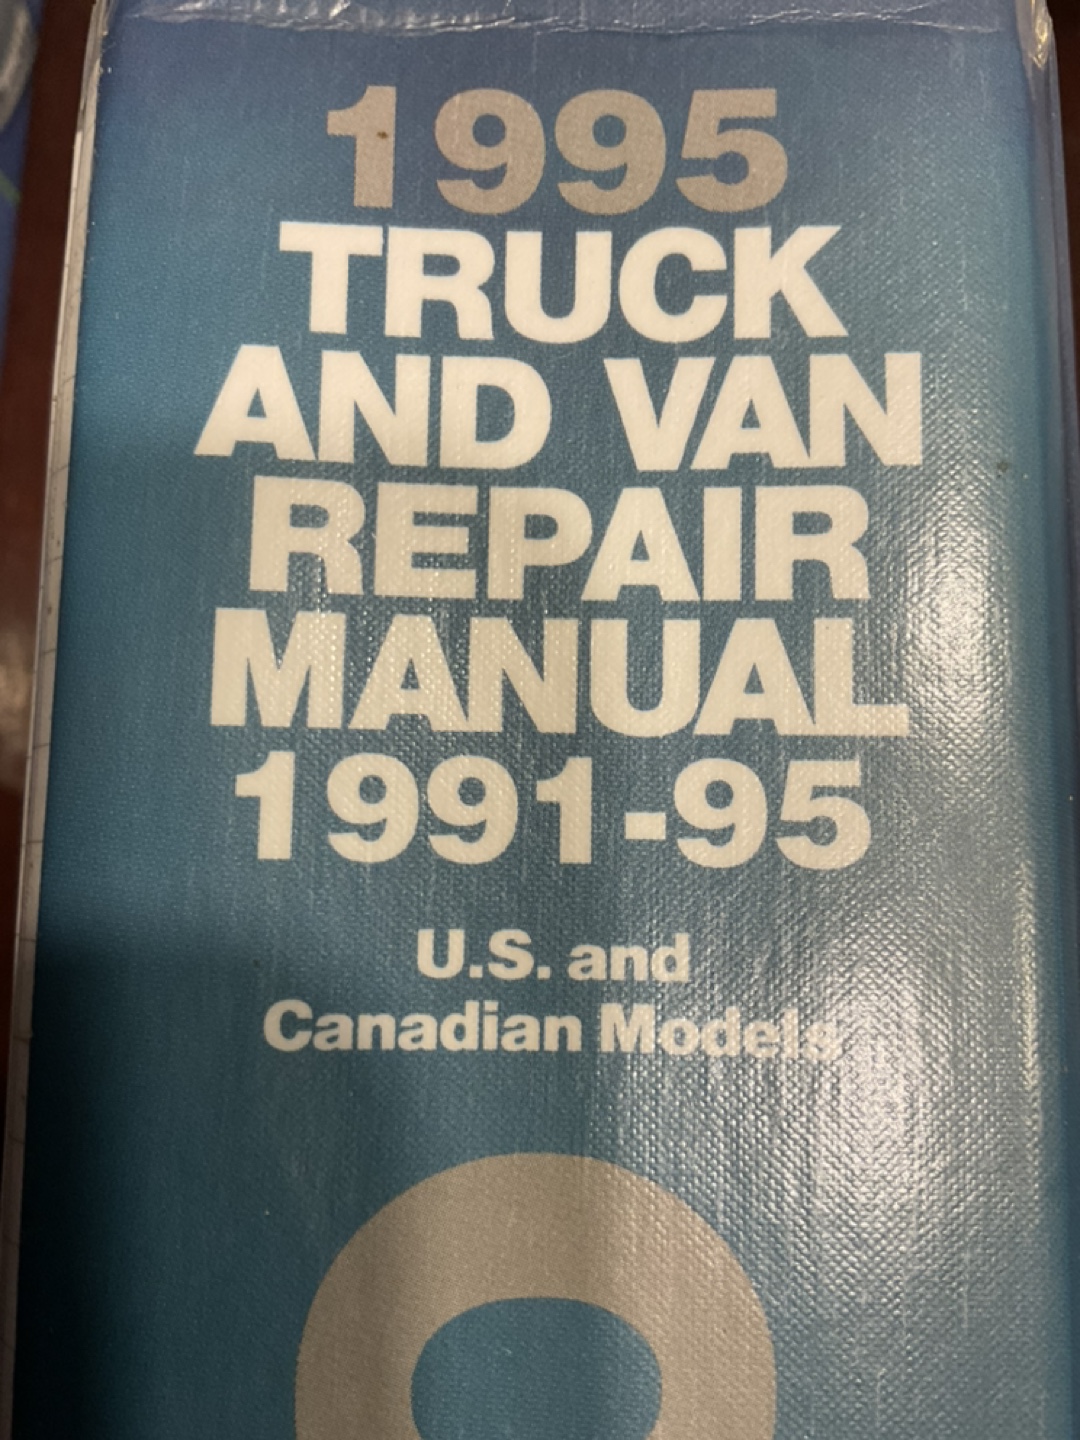 1995
TRUCK
AND VAN
REPAIR
MANUAL
1991-95
U.S. and
Canadian Models